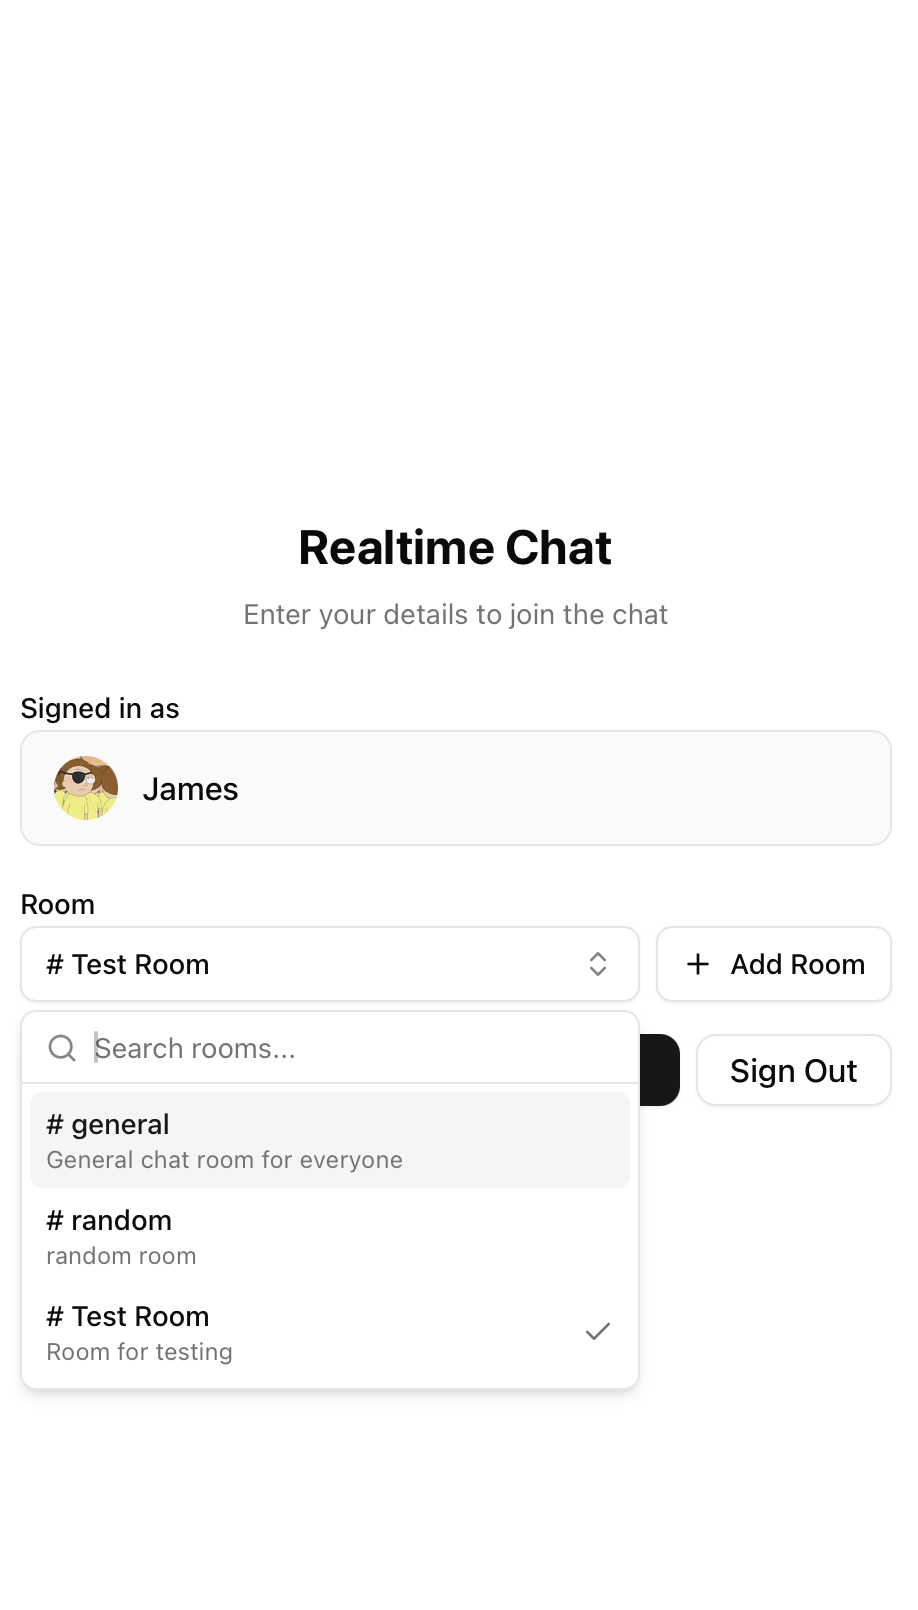 Realtime Chat
Enter your details to join the chat
Signed in as
James
Room
# Test Room
Add Room
Search rooms...
Sign Out
# general
General chat room for everyone
# random
random room
# Test Room
Room for testing